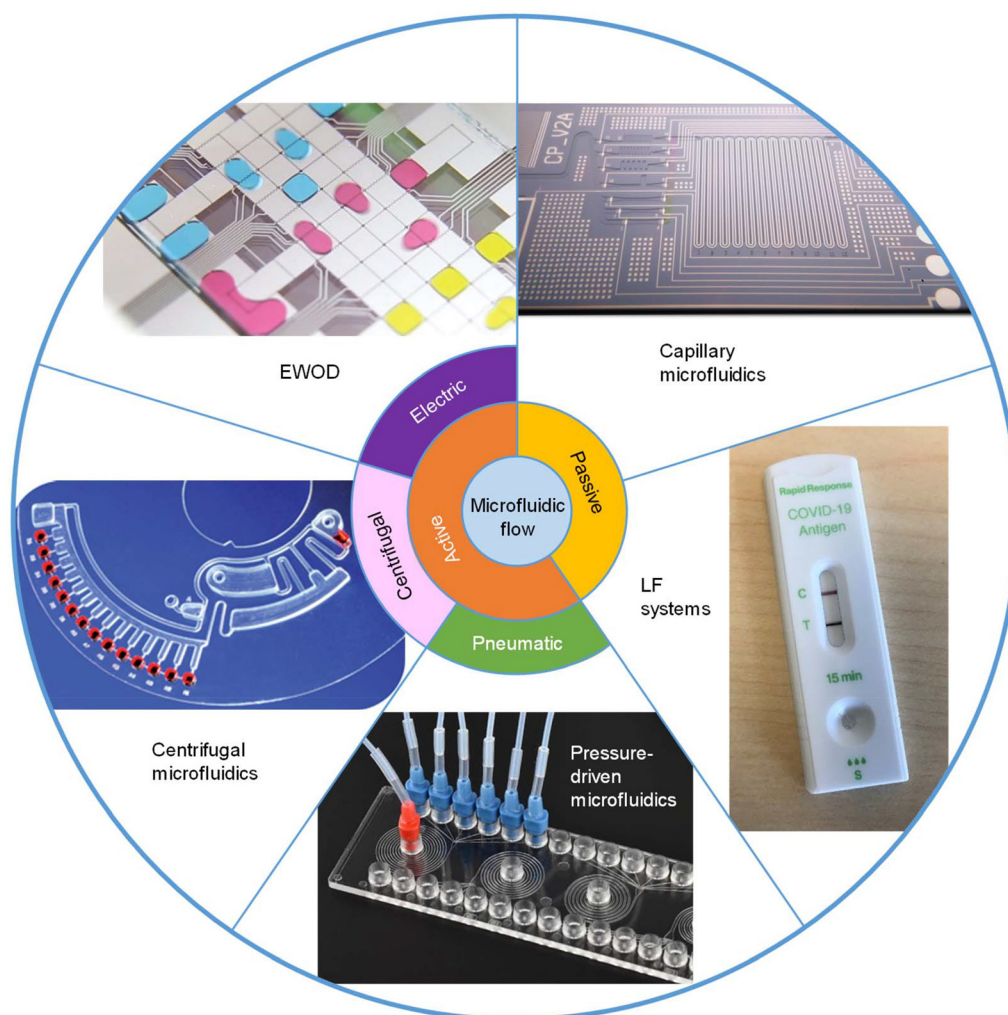 CP_V2A
EWOD
Capillary
microfluidics
Electric
Passive
Microfluidic
flow
Active
Centrifugal
Pneumatic
Rapid Response
COVID-19
Antigen
C
T
15 min
S
LF
systems
Centrifugal
microfluidics
Pressure-
driven
microfluidics